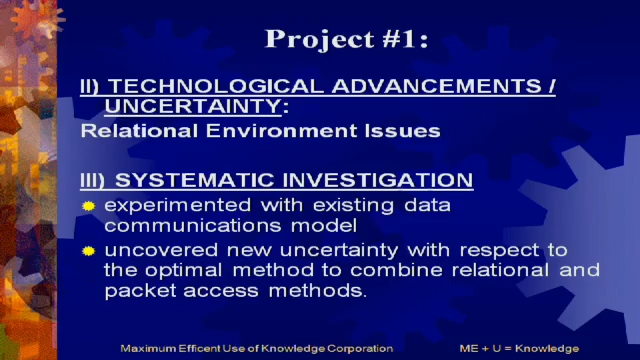 Project #1:
II) TECHNOLOGICAL ADVANCEMENTS /
UNCERTAINTY:
Relational Environment Issues
III) SYSTEMATIC INVESTIGATION
experimented with existing data
communications model
uncovered new uncertainty with respect to
the optimal method to combine relational and
packet access methods.
Maximum Efficent Use of Knowledge Corporation
ME + U = Knowledge